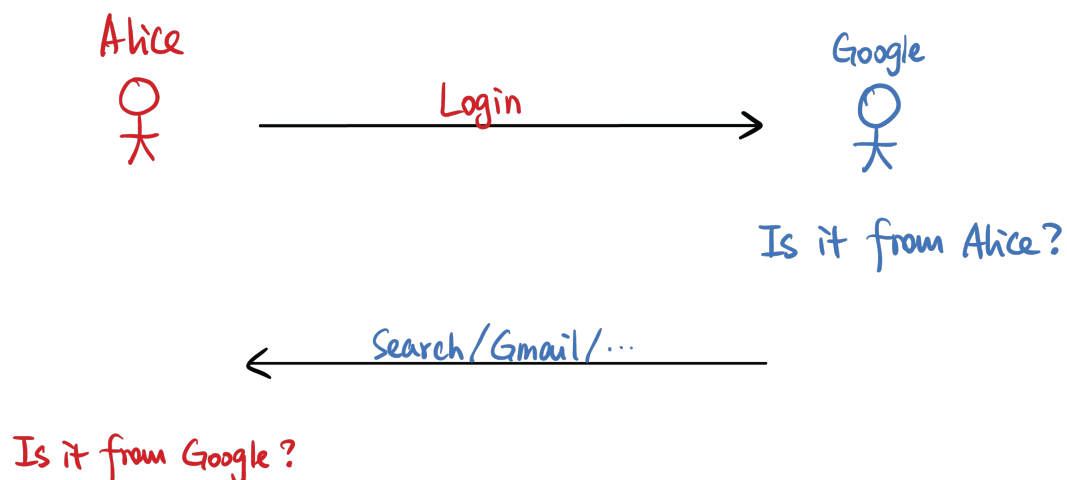 Alice
Google
Login
Is it from Alice?
Search/Gmail/...
Is it from Google?